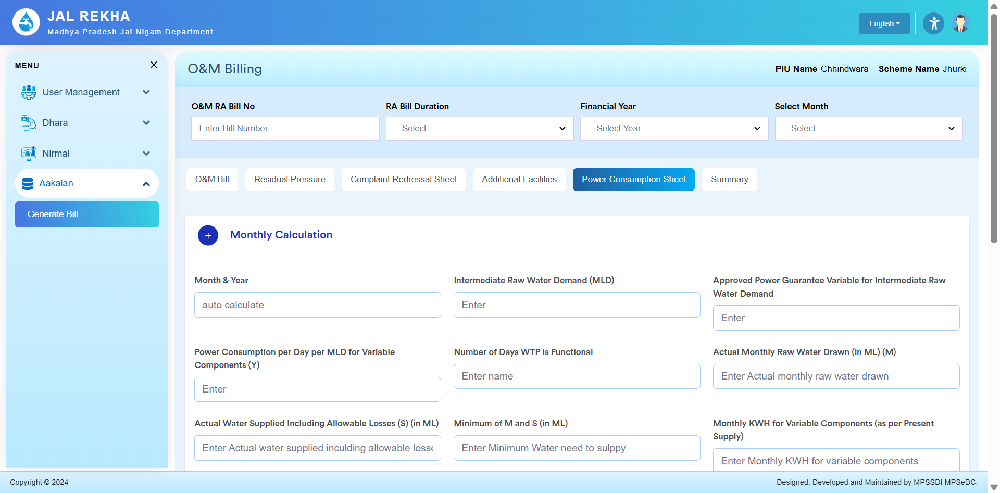 JAL REKHA
Madhya Pradesh Jal Nigam Department
English
MENU
User Management
Dhara
Nirmal
Aakalan
Generate Bill
O&M Billing
PIU Name Chhindwara Scheme Name Jhurki
O&M RA Bill No
Enter Bill Number
RA Bill Duration
-- Select --
Financial Year
-- Select Year --
Select Month
-- Select --
O&M Bill
Residual Pressure
Complaint Redressal Sheet
Additional Facilities
Power Consumption Sheet
Summary
+ Monthly Calculation
Month & Year
auto calculate
Intermediate Raw Water Demand (MLD)
Enter
Approved Power Guarantee Variable for Intermediate Raw
Water Demand
Enter
Power Consumption per Day per MLD for Variable
Components (Y)
Enter
Number of Days WTP is Functional
Enter name
Actual Monthly Raw Water Drawn (in ML) (M)
Enter Actual monthly raw water drawn
Actual Water Supplied Including Allowable Losses (S) (in ML)
Enter Actual water supplied inculding allowable losse
Minimum of M and S (in ML)
Enter Minimum Water need to sulppy
Monthly KWH for Variable Components (as per Present
Supply)
Enter Monthly KWH for variable components
Copyright © 2024
Designed, Developed and Maintained by MPSSDI MPSeDC.